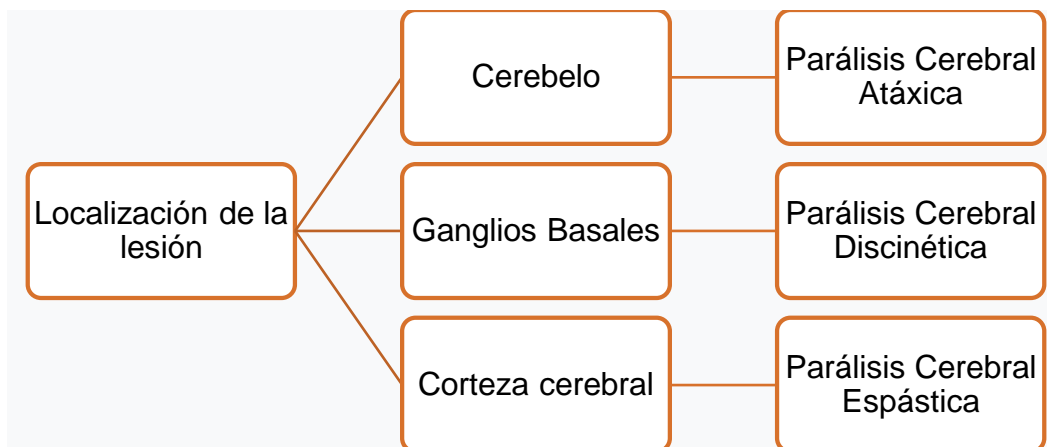 Localización de la
lesión
Cerebelo
Parálisis Cerebral
Atáxica
Ganglios Basales
Parálisis Cerebral
Discinética
Corteza cerebral
Parálisis Cerebral
Espástica